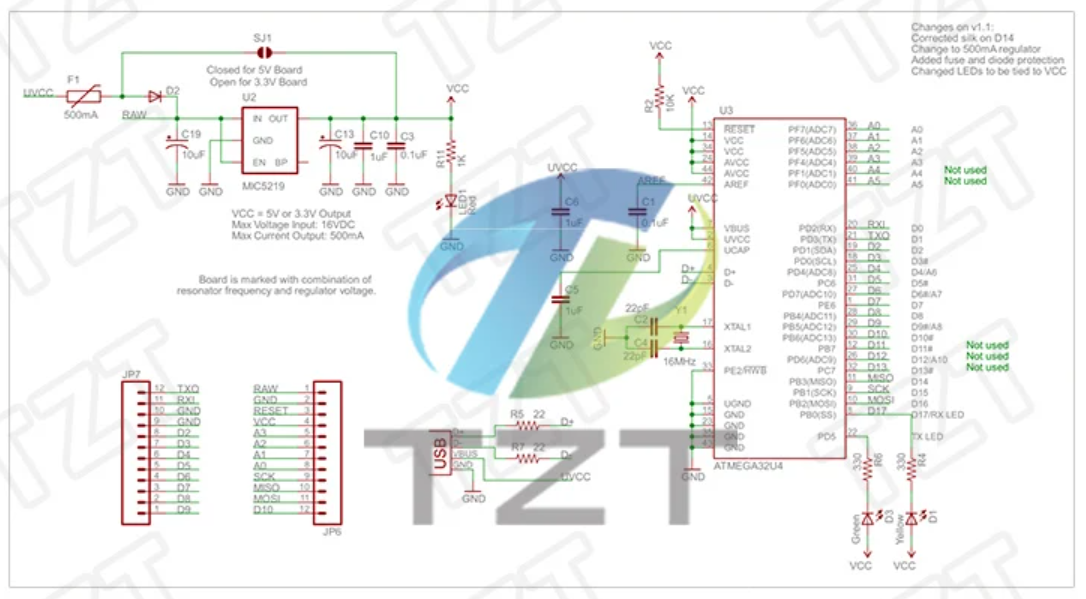 Changes on v1.1:
Corrected silk on D14
Change to 500mA regulator
Added fuse and diode protection
Changed LEDs to be tied to VCC
SJ1
Closed for 5V Board
Open for 3.3V Board
F1
UVCC
500mA
D2
RAW
U2
IN OUT
GND
EN BP
MIC5219
C19
10uF
C13
10uF
C10
1uF
C3
0.1uF
GND
GND
GND
GND
GND
VCC
R11
1K
LED1
Red
GND
VCC = 5V or 3.3V Output
Max Voltage Input: 16VDC
Max Current Output: 500mA
Board is marked with combination of
resonator frequency and regulator voltage.
VCC
R2
10K
VCC
UVCC
C6
1uF
GND
AREF
C1
0.1uF
GND
UVCC
C5
1uF
GND
D+
D-
22pF
C2
C4
22pF
GND
Y1
16MHz
U3
13 RESET PF7(ADC7) 36 A0 A0
14 VCC PF6(ADC6) 37 A1 A1
34 VCC PF5(ADC5) 38 A2 A2
24 AVCC PF4(ADC4) 39 A3 A3
44 AVCC PF1(ADC1) 40 A4 A4 Not used
42 AREF PF0(ADC0) 41 A5 A5 Not used
VBUS PD2(RX) 20 RXI D0
UVCC PD3(TX) 21 TXO D1
UCAP PD1(SDA) 19 D2 D2
PD0(SCL) 18 D3 D3#
D+ PD4(ADC8) 25 D4 D4/A6
D- PC6 31 D5 D5#
PD7(ADC10) 27 D6 D6#/A7
PE6 D7 D7
PB4(ADC11) 28 D8 D8
17 XTAL1 PB5(ADC12) 29 D9 D9#/A8
PB6(ADC13) 30 D10 D10#
16 XTAL2 PB7 12 D11 D11# Not used
PD6(ADC9) 26 D12 D12/A10 Not used
33 PE2/HWB PC7 32 D13 D13# Not used
PB3(MISO) 11 MISO D14
PB1(SCK) 9 SCK D15
UGND PB2(MOSI) 10 MOSI D16
15 GND PB0(SS) 8 D17 D17/RX LED
23 GND
35 GND PD5 22 TX LED
43 GND
ATMEGA32U4
GND
330
R6
330
R4
Green
D3
Yellow
D1
VCC
VCC
JP7
12 TXO
11 RXI
10 GND
9 GND
8 D2
7 D3
6 D4
5 D5
4 D6
3 D7
2 D8
1 D9
RAW 1
GND 2
RESET 3
VCC 4
A3 5
A2 6
A1 7
A0 8
SCK 9
MISO 10
MOSI 11
D10 12
JP6
USB
D+
D-
VBUS
GND
R5 22 D+
R7 22 D-
UVCC
GND
TZT